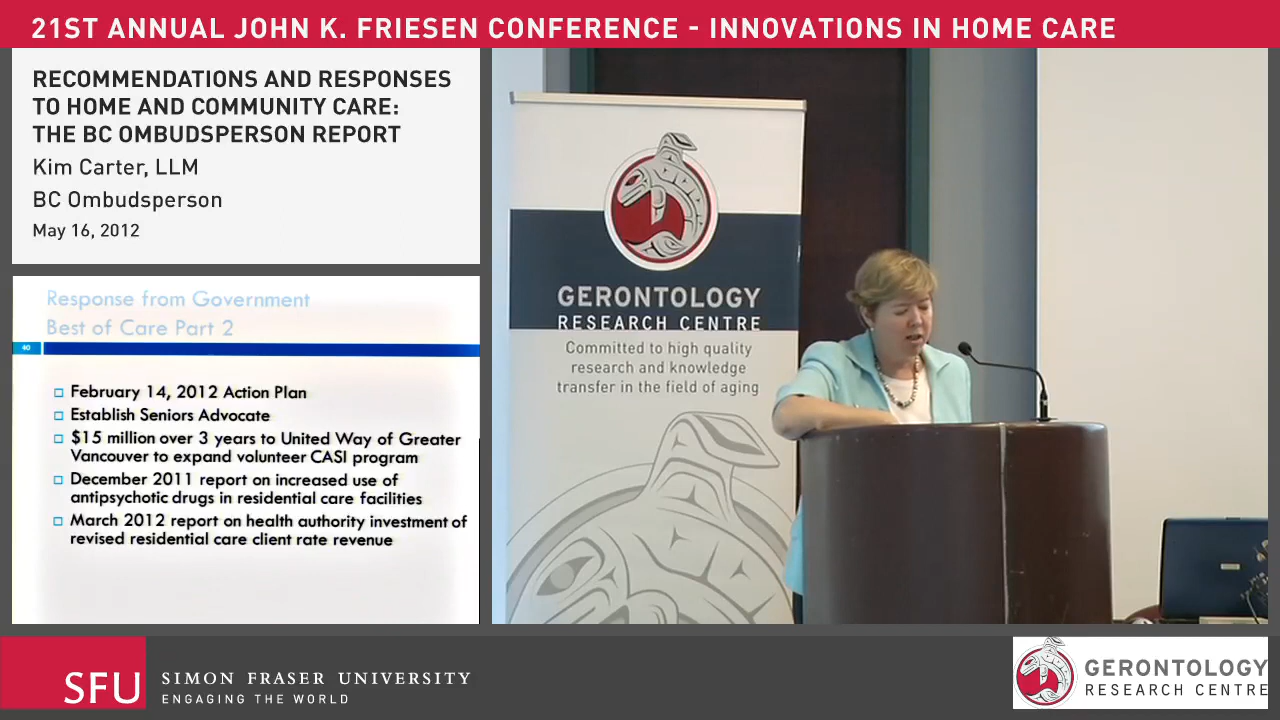 21ST ANNUAL JOHN K. FRIESEN CONFERENCE - INNOVATIONS IN HOME CARE
RECOMMENDATIONS AND RESPONSES
TO HOME AND COMMUNITY CARE:
THE BC OMBUDSPERSON REPORT
Kim Carter, LLM
BC Ombudsperson
May 16, 2012
Response from Government
Best of Care Part 2
40
February 14, 2012 Action Plan
Establish Seniors Advocate
$15 million over 3 years to United Way of Greater
Vancouver to expand volunteer CASI program
December 2011 report on increased use of
antipsychotic drugs in residential care facilities
March 2012 report on health authority investment of
revised residential care client rate revenue
GERONTOLOGY
RESEARCH CENTRE
Committed to high quality
research and knowledge
transfer in the field of aging
SFU
SIMON FRASER UNIVERSITY
ENGAGING THE WORLD
GERONTOLOGY
RESEARCH CENTRE